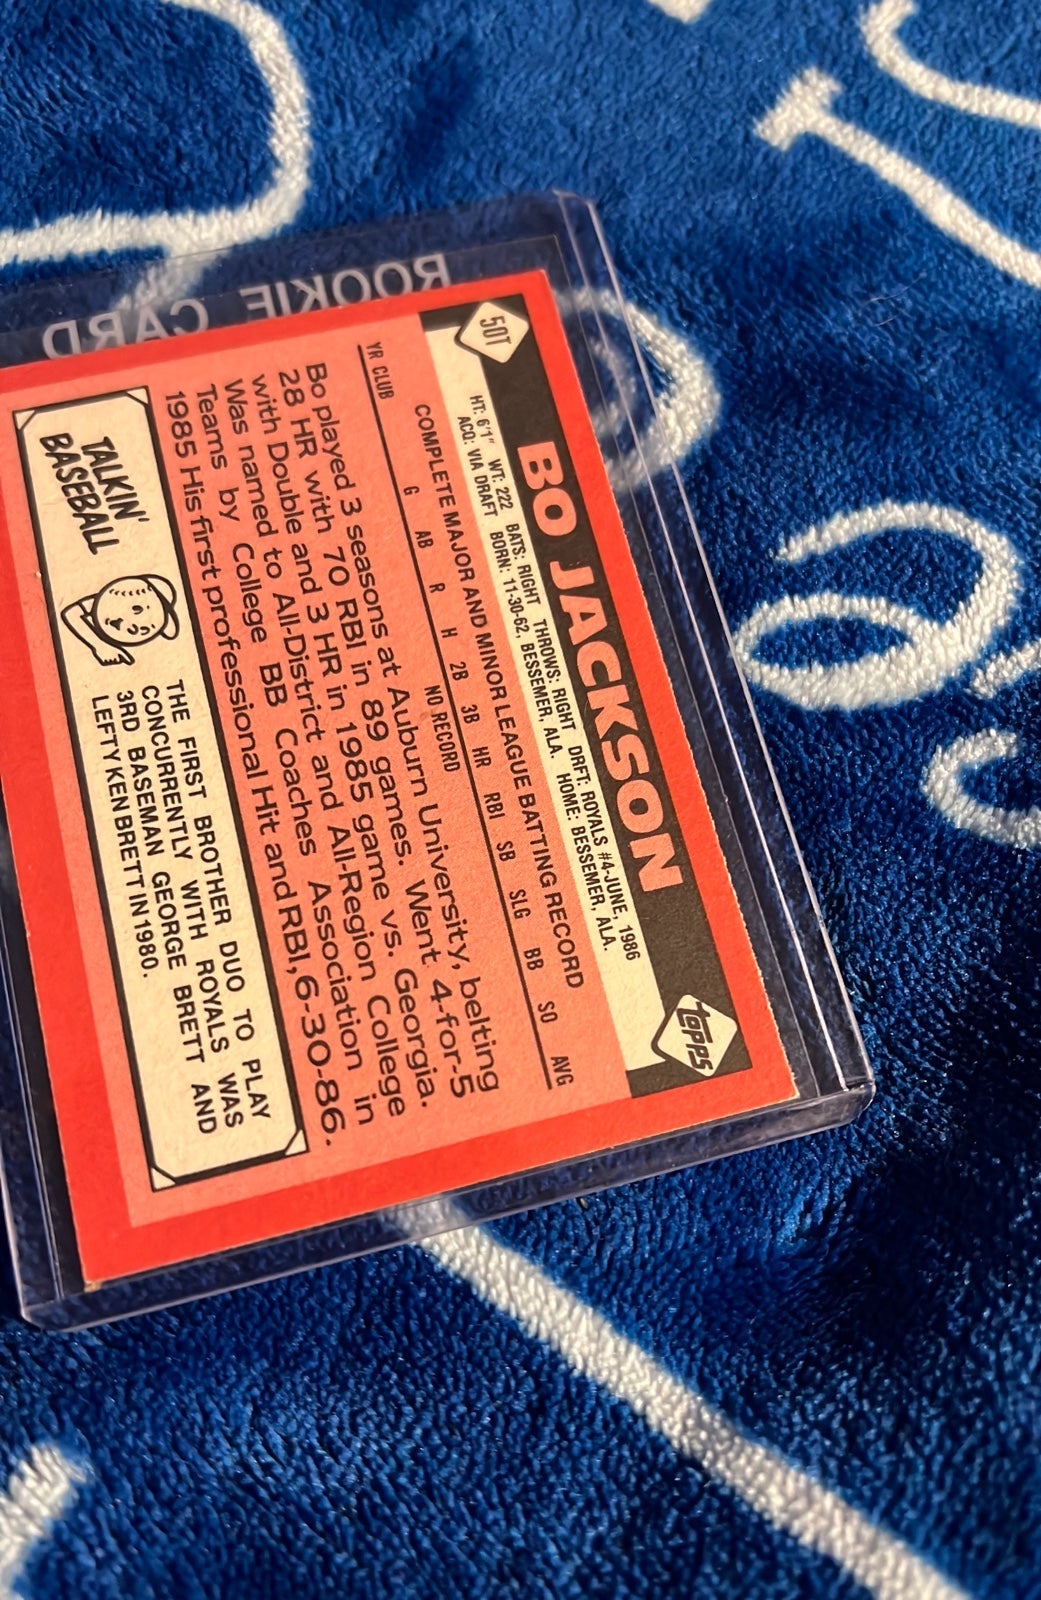 ROOKIE CARD
50T
BO JACKSON
topps
HT: 6'1" WT: 222 BATS: RIGHT THROWS: RIGHT DRFT: ROYALS #4-JUNE, 1986
ACQ: VIA DRAFT BORN: 11-30-62, BESSEMER, ALA. HOME: BESSEMER, ALA.
COMPLETE MAJOR AND MINOR LEAGUE BATTING RECORD
YR CLUB G AB R H 2B 3B HR RBI SB SLG BB SO AVG
NO RECORD
Bo played 3 seasons at Auburn University, belting
28 HR with 70 RBI in 89 games. Went 4-for-5
with Double and 3 HR in 1985 game vs. Georgia.
Was named to All-District and All-Region College
Teams by College BB Coaches Association in
1985 His first professional Hit and RBI, 6-30-86.
TALKIN'
BASEBALL
THE FIRST BROTHER DUO TO PLAY
CONCURRENTLY WITH ROYALS WAS
3RD BASEMAN GEORGE BRETT AND
LEFTY KEN BRETT IN 1980.